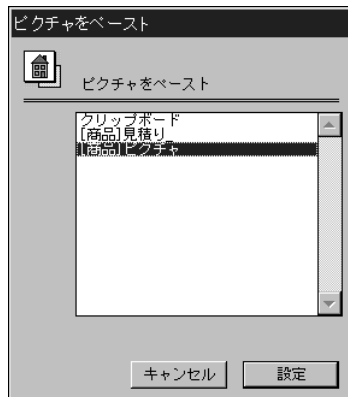 ピクチャをペースト
ピクチャをペースト
クリップボード
[商品]見積り
[商品]ピクチャ
キャンセル
設定